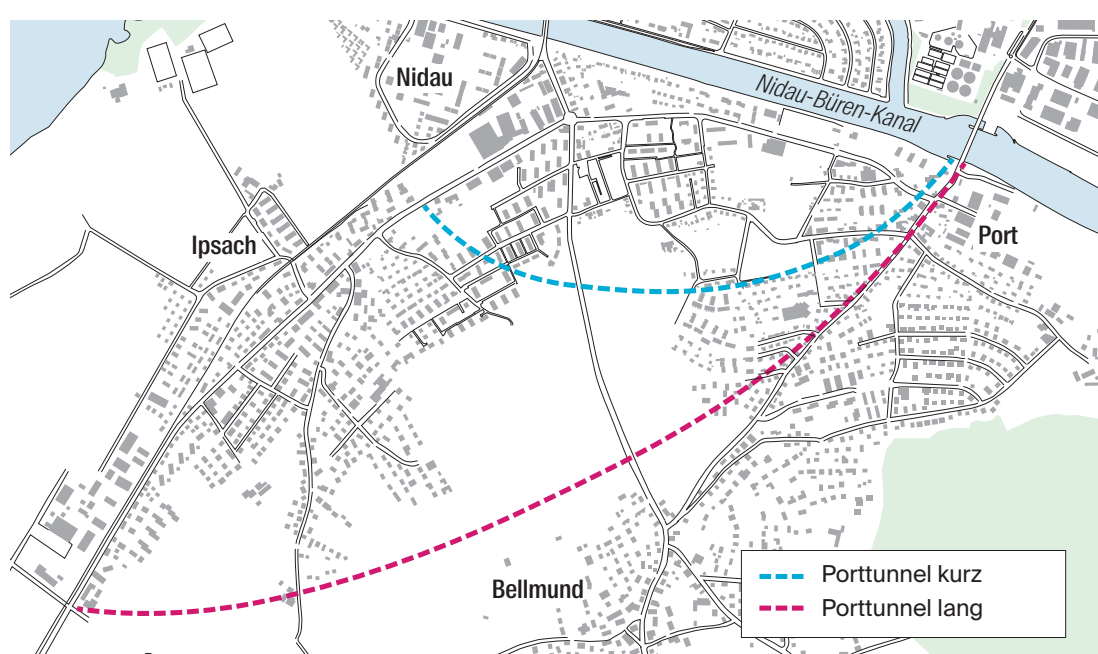 Nidau
Nidau-Büren-Kanal
Ipsach
Port
Bellmund
Porttunnel kurz
Porttunnel lang